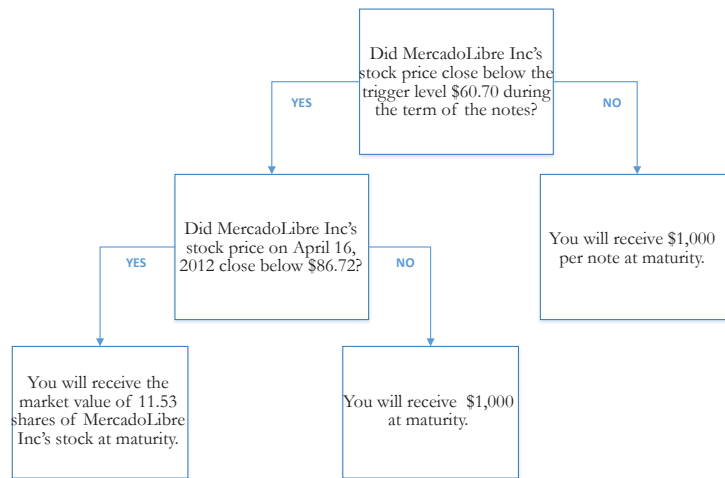 Did MercadoLibre Inc's
stock price close below the
trigger level $60.70 during
the term of the notes?
YES
NO
Did MercadoLibre Inc's
stock price on April 16,
2012 close below $86.72?
You will receive $1,000
per note at maturity.
YES
NO
You will receive the
market value of 11.53
shares of MercadoLibre
Inc's stock at maturity.
You will receive $1,000
at maturity.